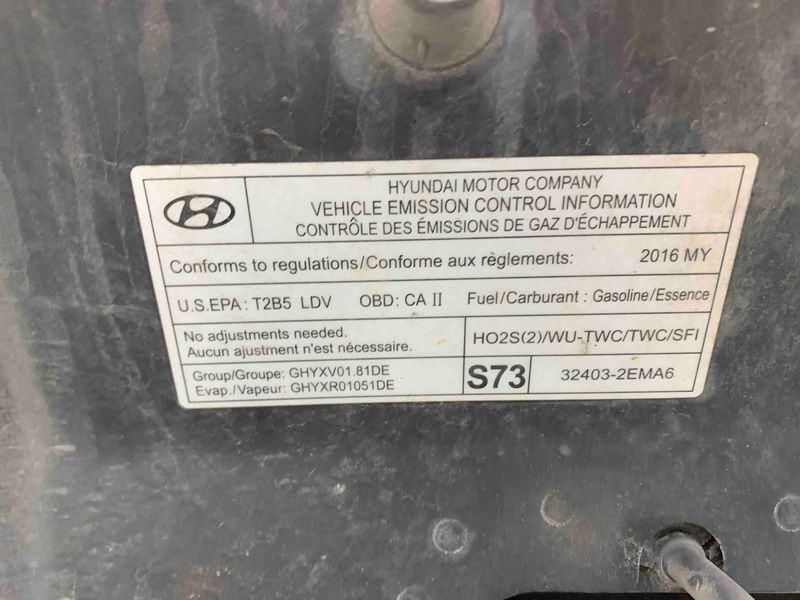 HYUNDAI MOTOR COMPANY
VEHICLE EMISSION CONTROL INFORMATION
CONTRÔLE DES ÉMISSIONS DE GAZ D'ÉCHAPPEMENT
Conforms to regulations/Conforme aux règlements: 2016 MY
U.S.EPA: T2B5 LDV OBD: CA II Fuel/Carburant: Gasoline/Essence
No adjustments needed.
Aucun ajustment n'est nécessaire.
HO2S(2)/WU-TWC/TWC/SFI
Group/Groupe: GHYXV01.81DE
Evap./Vapeur: GHYXR01051DE
S73
32403-2EMA6